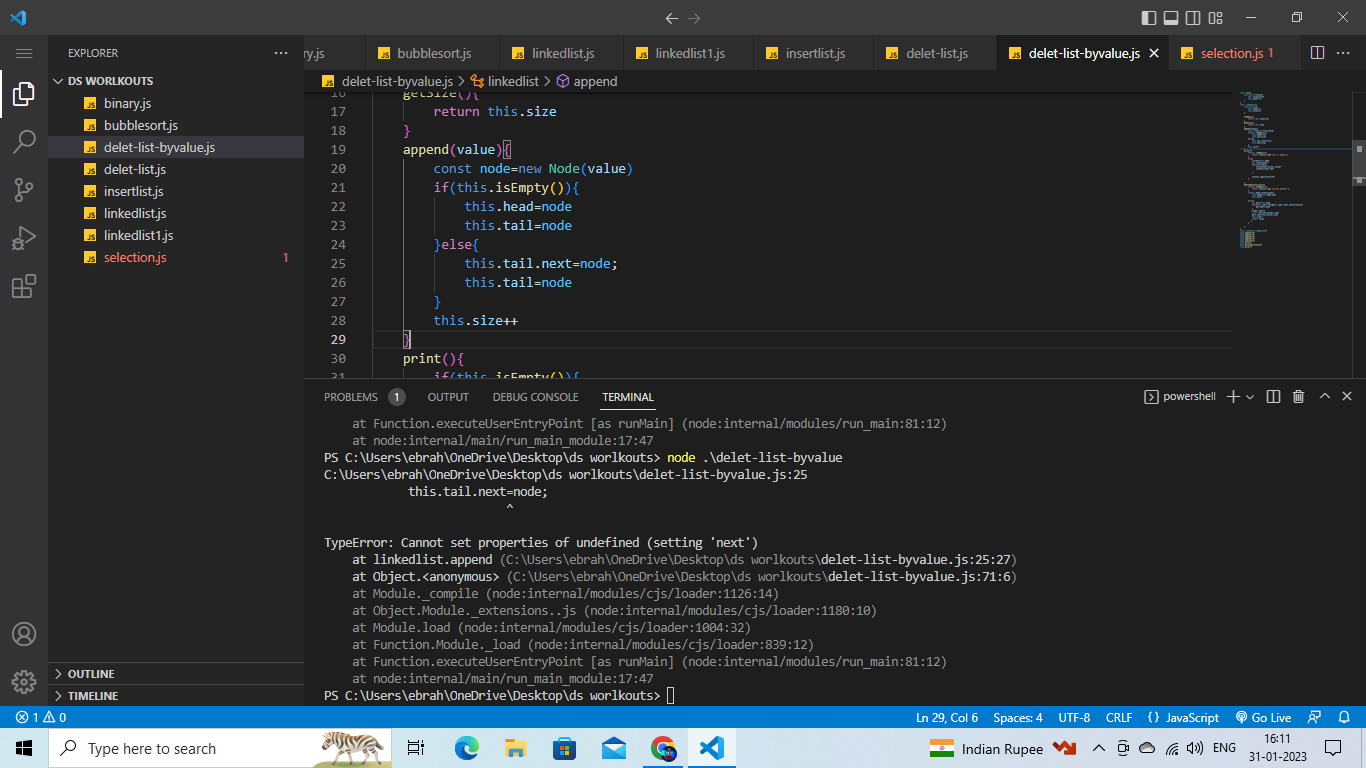 EXPLORER
DS WORLKOUTS
binary.js
bubblesort.js
delet-list-byvalue.js
delet-list.js
insertlist.js
linkedlist.js
linkedlist1.js
selection.js 1
OUTLINE
TIMELINE
ry.js bubblesort.js linkedlist.js linkedlist1.js insertlist.js delet-list.js delet-list-byvalue.js selection.js 1
delet-list-byvalue.js > linkedlist > append
16 getSize(){
17 return this.size
18 }
19 append(value){
20 const node=new Node(value)
21 if(this.isEmpty()){
22 this.head=node
23 this.tail=node
24 }else{
25 this.tail.next=node;
26 this.tail=node
27 }
28 this.size++
29 }
30 print(){
31 if(this.isEmpty()){
PROBLEMS 1 OUTPUT DEBUG CONSOLE TERMINAL powershell
at Function.executeUserEntryPoint [as runMain] (node:internal/modules/run_main:81:12)
at node:internal/main/run_main_module:17:47
PS C:\Users\ebrah\OneDrive\Desktop\ds worlkouts> node .\delet-list-byvalue
C:\Users\ebrah\OneDrive\Desktop\ds worlkouts\delet-list-byvalue.js:25
this.tail.next=node;
^
TypeError: Cannot set properties of undefined (setting 'next')
at linkedlist.append (C:\Users\ebrah\OneDrive\Desktop\ds worlkouts\delet-list-byvalue.js:25:27)
at Object.<anonymous> (C:\Users\ebrah\OneDrive\Desktop\ds worlkouts\delet-list-byvalue.js:71:6)
at Module._compile (node:internal/modules/cjs/loader:1126:14)
at Object.Module._extensions..js (node:internal/modules/cjs/loader:1180:10)
at Module.load (node:internal/modules/cjs/loader:1004:32)
at Function.Module._load (node:internal/modules/cjs/loader:839:12)
at Function.executeUserEntryPoint [as runMain] (node:internal/modules/run_main:81:12)
at node:internal/main/run_main_module:17:47
PS C:\Users\ebrah\OneDrive\Desktop\ds worlkouts>
1 0 Ln 29, Col 6 Spaces: 4 UTF-8 CRLF {} JavaScript Go Live
Type here to search Indian Rupee ENG 16:11
31-01-2023